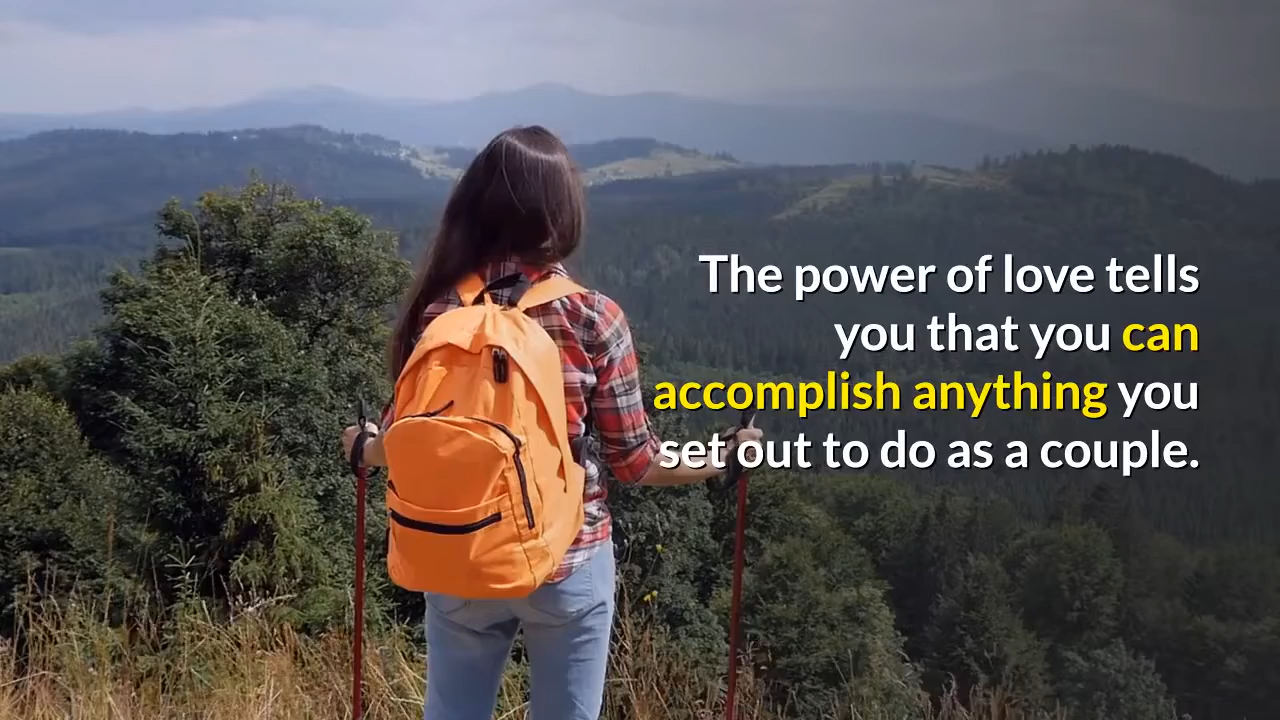 The power of love tells
you that you can
accomplish anything you
set out to do as a couple.